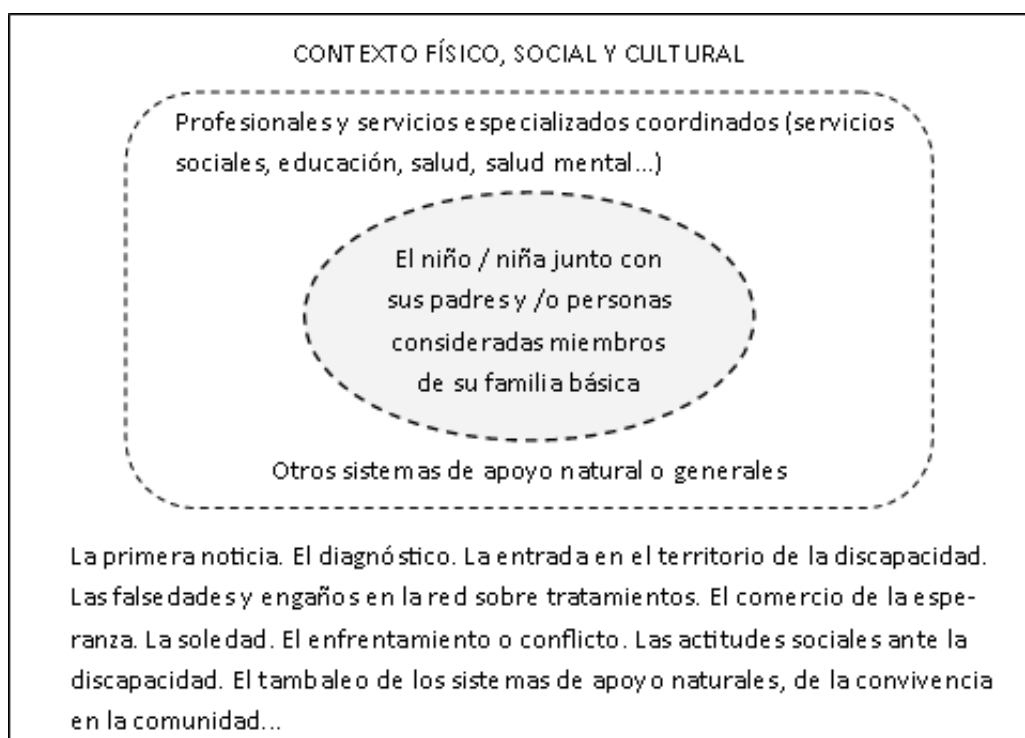 CONTEXTO FÍSICO, SOCIAL Y CULTURAL
Profesionales y servicios especializados coordinados (servicios
sociales, educación, salud, salud mental...)
El niño / niña junto con
sus padres y /o personas
consideradas miembros
de su familia básica
Otros sistemas de apoyo natural o generales
La primera noticia. El diagnóstico. La entrada en el territorio de la discapacidad.
Las falsedades y engaños en la red sobre tratamientos. El comercio de la espe-
ranza. La soledad. El enfrentamiento o conflicto. Las actitudes sociales ante la
discapacidad. El tambaleo de los sistemas de apoyo naturales, de la convivencia
en la comunidad...